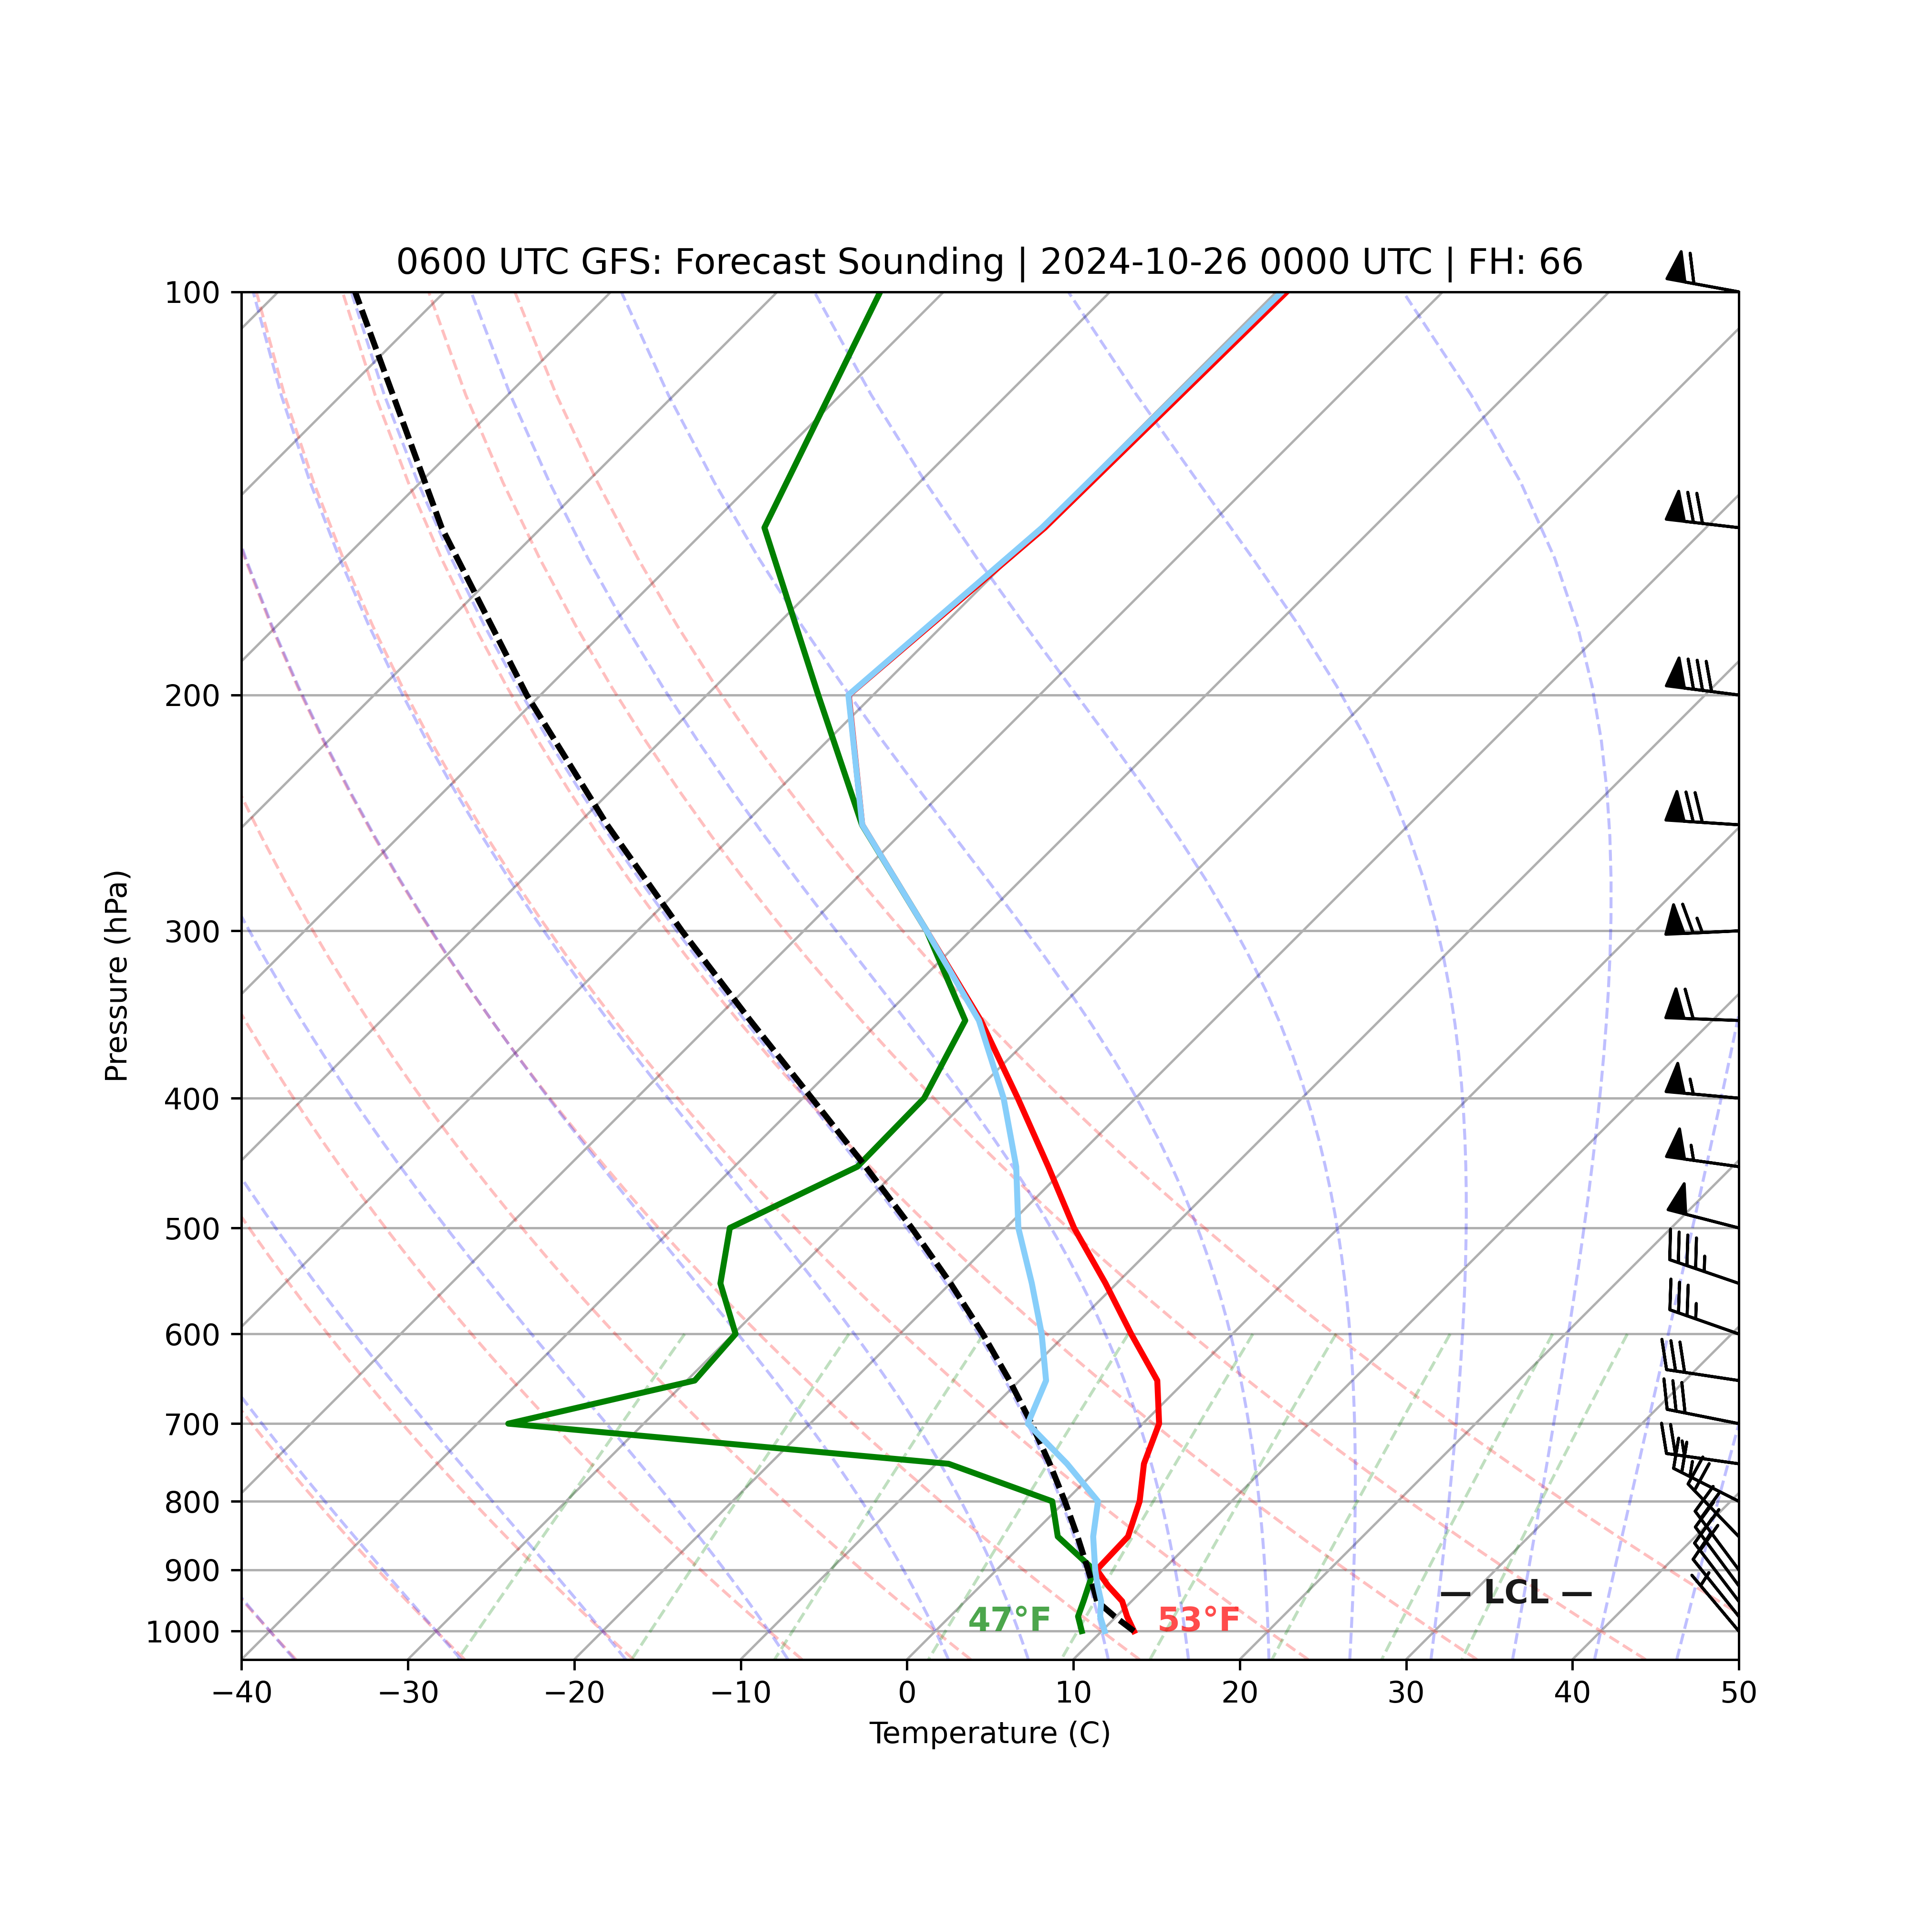 0600 UTC GFS: Forecast Sounding | 2024-10-26 0000 UTC | FH: 66
100
200
300
400
500
600
700
800
900
1000
Pressure (hPa)
— LCL —
47°F
53°F
−40 −30 −20 −10 0 10 20 30 40 50
Temperature (C)